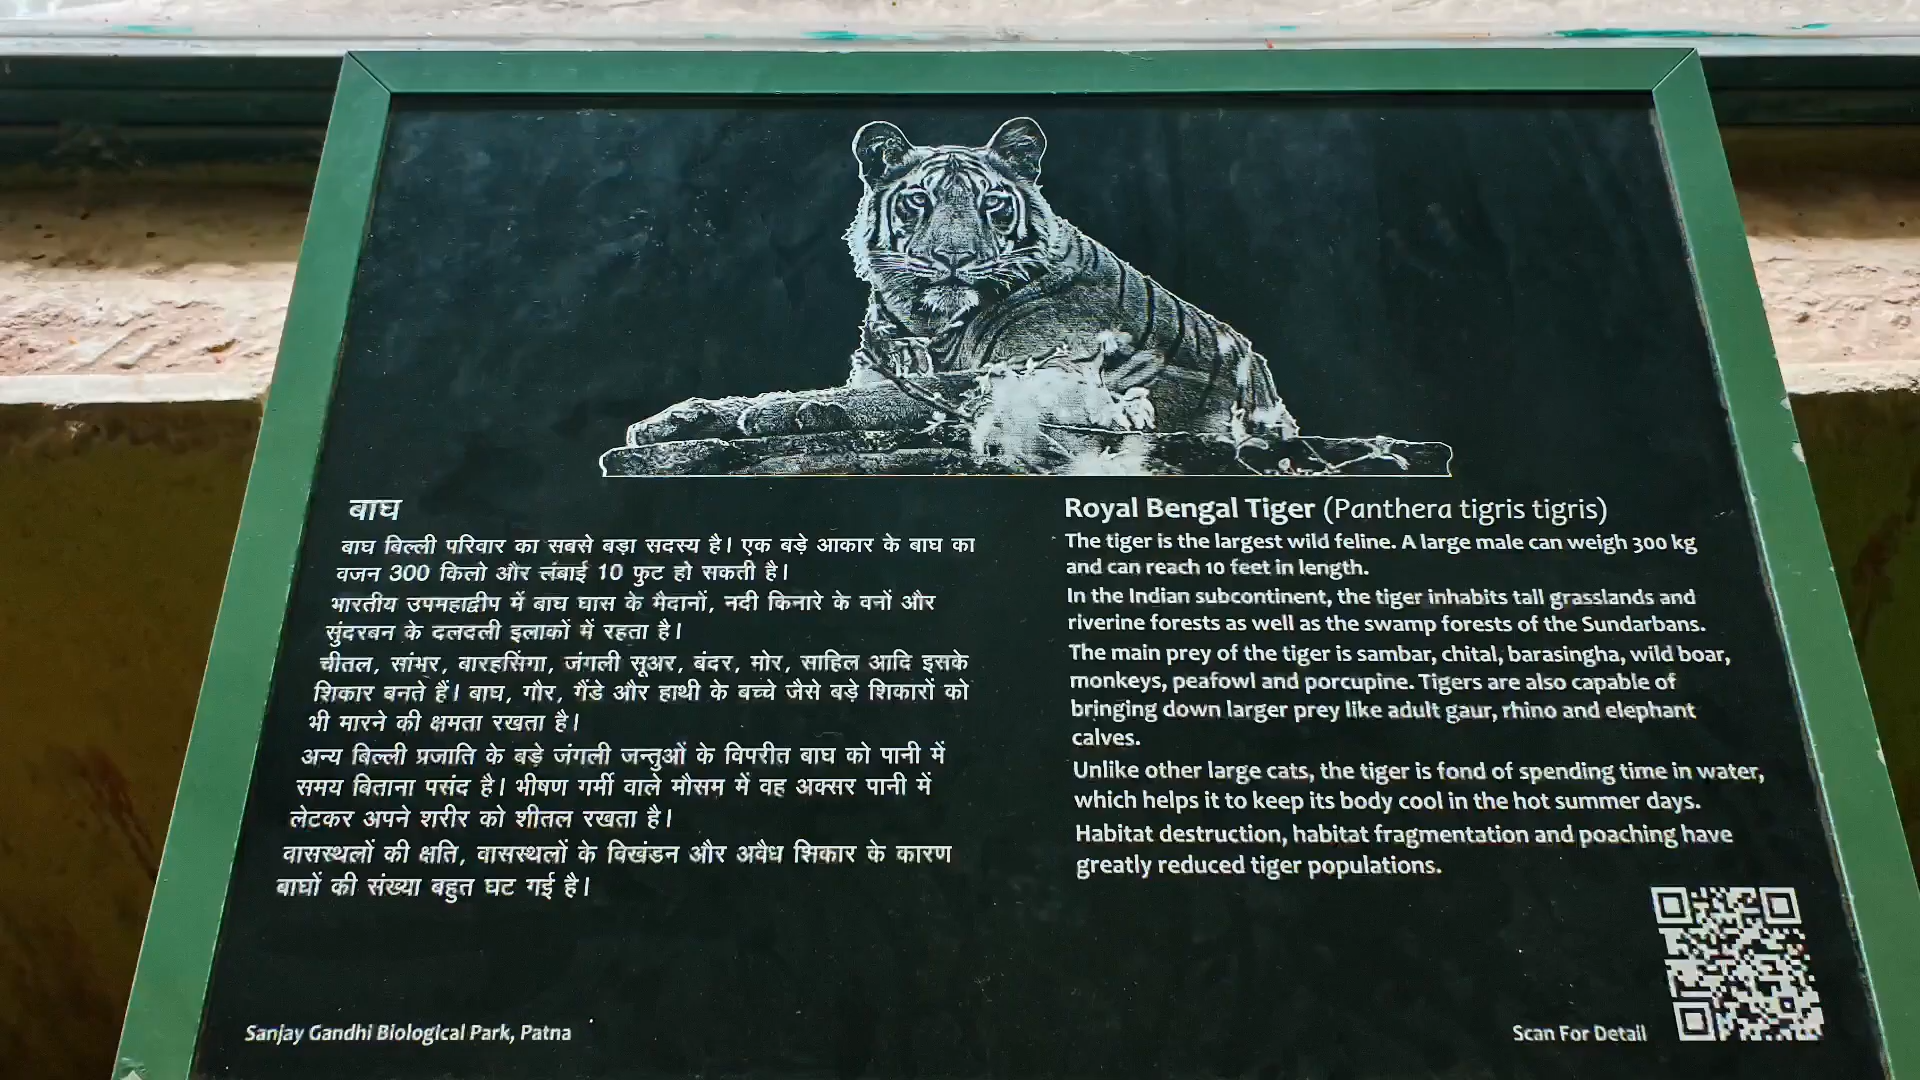 बाघ
बाघ बिल्ली परिवार का सबसे बड़ा सदस्य है। एक बड़े आकार के बाघ का
वजन 300 किलो और लंबाई 10 फुट हो सकती है।
भारतीय उपमहाद्वीप में बाघ घास के मैदानों, नदी किनारे के वनों और
सुंदरबन के दलदली इलाकों में रहता है।
चीतल, सांभर, वारहसिंगा, जंगली सूअर, बंदर, मोर, साहिल आदि इसके
शिकार बनते हैं। बाघ, गौर, गैंडे और हाथी के बच्चे जैसे बड़े शिकारों को
भी मारने की क्षमता रखता है।
अन्य बिल्ली प्रजाति के बड़े जंगली जन्तुओं के विपरीत बाघ को पानी में
समय बिताना पसंद है। भीषण गर्मी वाले मौसम में वह अक्सर पानी में
लेटकर अपने शरीर को शीतल रखता है।
वासस्थलों की क्षति, वासस्थलों के विखंडन और अवैध शिकार के कारण
बाघों की संख्या बहुत घट गई है।
Royal Bengal Tiger (Panthera tigris tigris)
The tiger is the largest wild feline. A large male can weigh 300 kg
and can reach 10 feet in length.
In the Indian subcontinent, the tiger inhabits tall grasslands and
riverine forests as well as the swamp forests of the Sundarbans.
The main prey of the tiger is sambar, chital, barasingha, wild boar,
monkeys, peafowl and porcupine. Tigers are also capable of
bringing down larger prey like adult gaur, rhino and elephant
calves.
Unlike other large cats, the tiger is fond of spending time in water,
which helps it to keep its body cool in the hot summer days.
Habitat destruction, habitat fragmentation and poaching have
greatly reduced tiger populations.
Sanjay Gandhi Biological Park, Patna
Scan For Detail